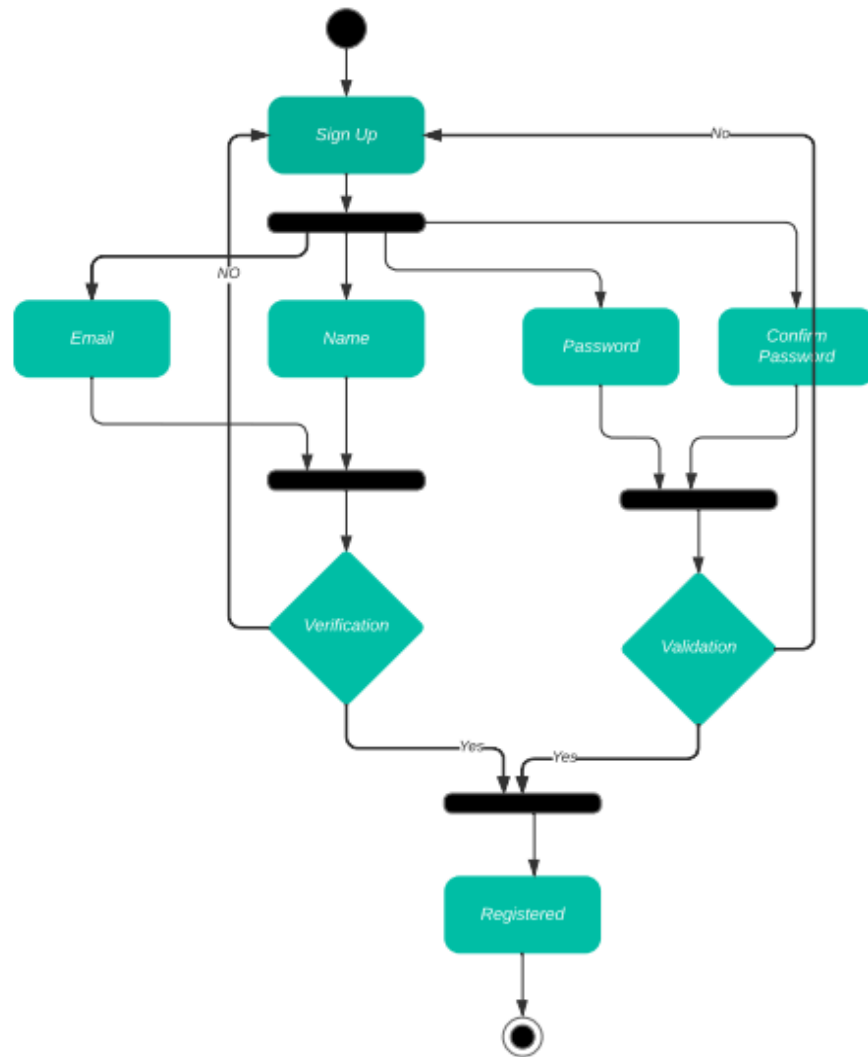 Sign Up
No
NO
Email
Name
Password
Confirm
Password
Verification
Validation
Yes
Yes
Registered